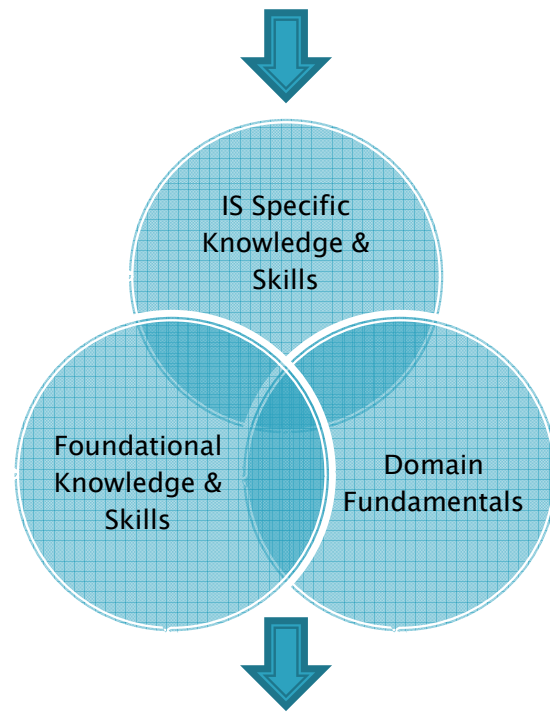 IS Specific
Knowledge &
Skills
Foundational
Knowledge &
Skills
Domain
Fundamentals